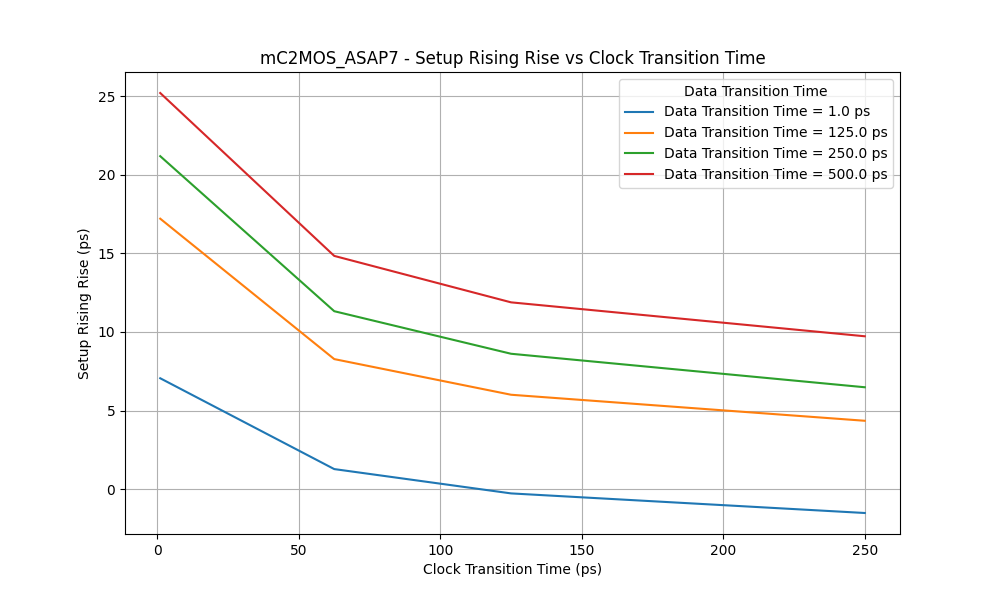 mC2MOS_ASAP7 - Setup Rising Rise vs Clock Transition Time
Data Transition Time
Data Transition Time = 1.0 ps
Data Transition Time = 125.0 ps
Data Transition Time = 250.0 ps
Data Transition Time = 500.0 ps
Setup Rising Rise (ps)
25
20
15
10
5
0
0 50 100 150 200 250
Clock Transition Time (ps)